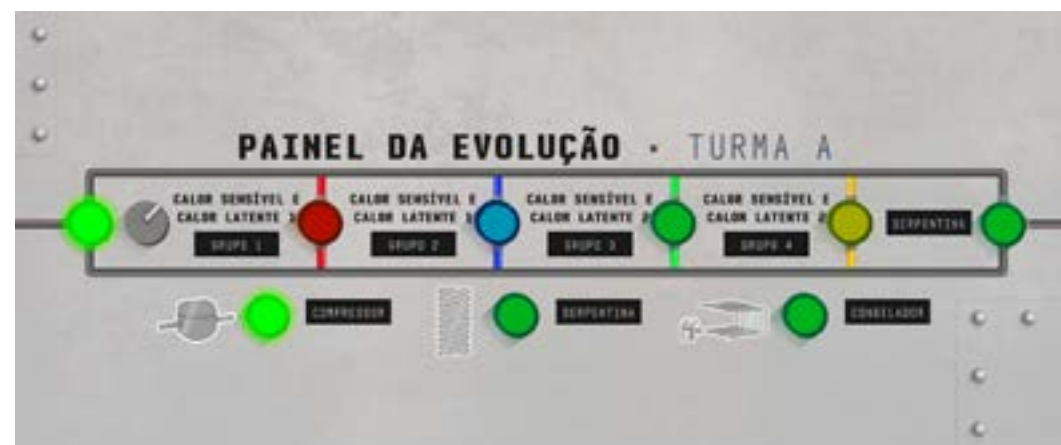 PAINEL DA EVOLUÇÃO · TURMA A
CALOR SENSÍVEL E
CALOR LATENTE 1
GRUPO 1
CALOR SENSÍVEL E
CALOR LATENTE 1
GRUPO 2
CALOR SENSÍVEL E
CALOR LATENTE 2
GRUPO 3
CALOR SENSÍVEL E
CALOR LATENTE 2
GRUPO 4
SERPENTINA
COMPRESSOR
SERPENTINA
CONGELADOR